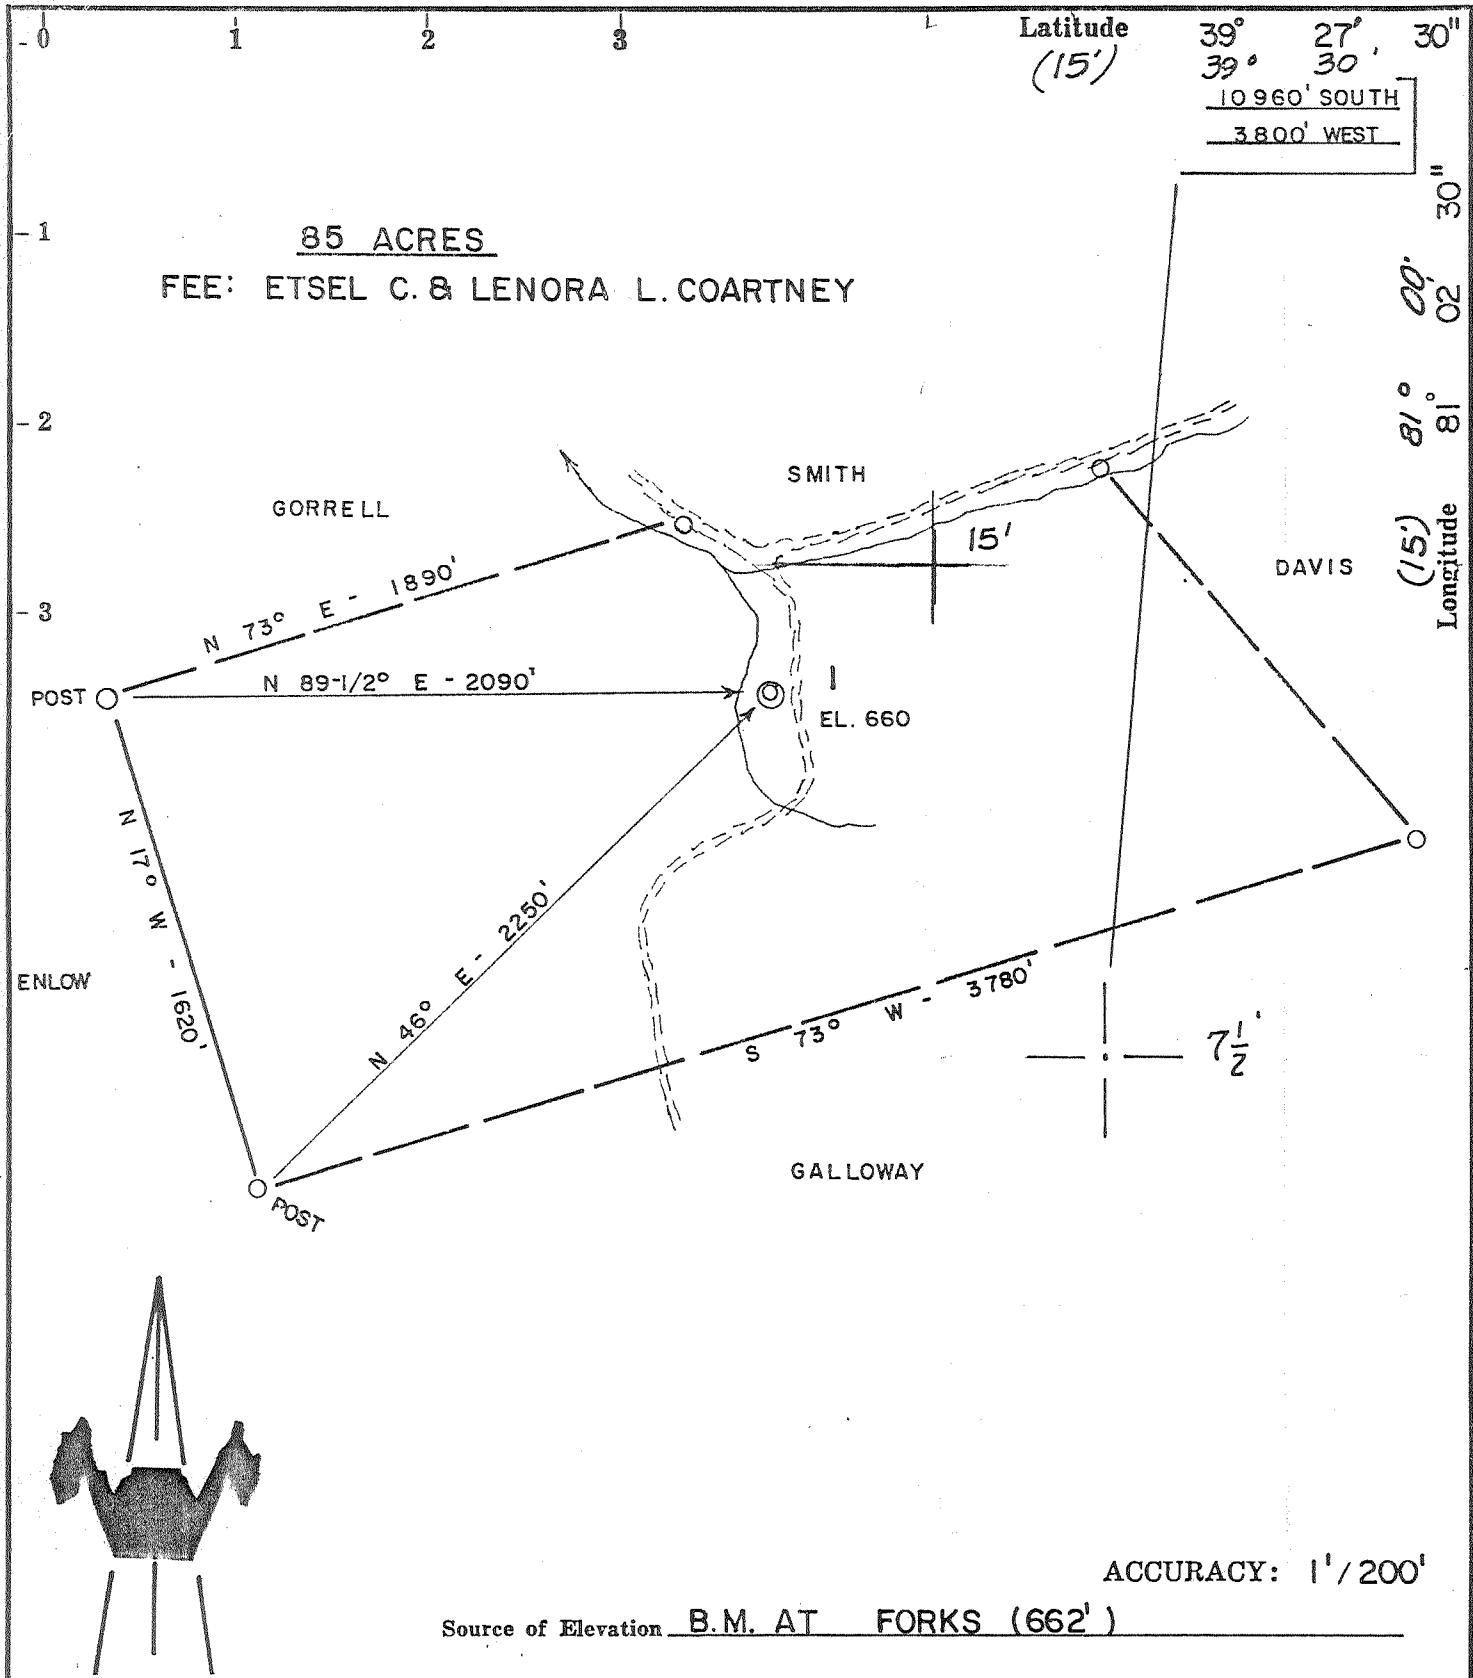 - 0 1 2 3 Latitude 39° 27' 30"
(15') 39° 30'
10960' SOUTH
3800' WEST
- 1
85 ACRES
FEE: ETSEL C. & LENORA L. COARTNEY
Longitude 81° 02' 30"
(15') 81° 00'
- 2
SMITH
GORRELL
15'
DAVIS
N 73° E - 1890'
- 3
POST
N 89-1/2° E - 2090'
1
EL. 660
N 17° W - 1620'
N 46° E - 2250'
ENLOW
S 73° W - 3780'
7 1/2'
GALLOWAY
POST
ACCURACY: 1'/200'
Source of Elevation B.M. AT FORKS (662')